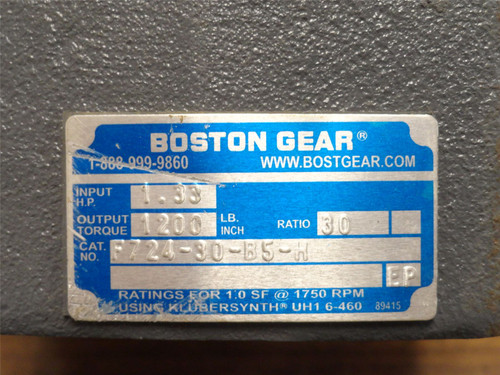 BOSTON GEAR®
1-888-999-9860 WWW.BOSTGEAR.COM
INPUT H.P. 1.33
OUTPUT TORQUE 1200 LB. INCH RATIO 30
CAT. NO. F724-30-B5-H
EP
RATINGS FOR 1.0 SF @ 1750 RPM
USING KLUBERSYNTH® UH1 6-460 89415